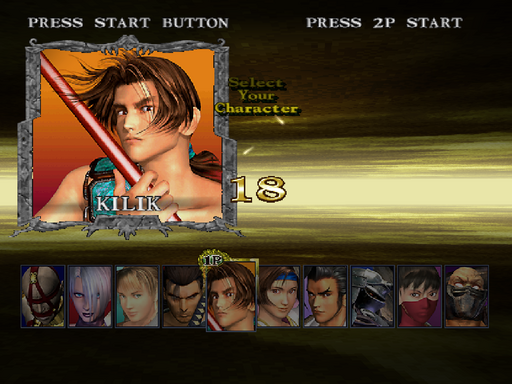 PRESS START BUTTON
PRESS 2P START
Select
Your
Character
18
KILIK
1P